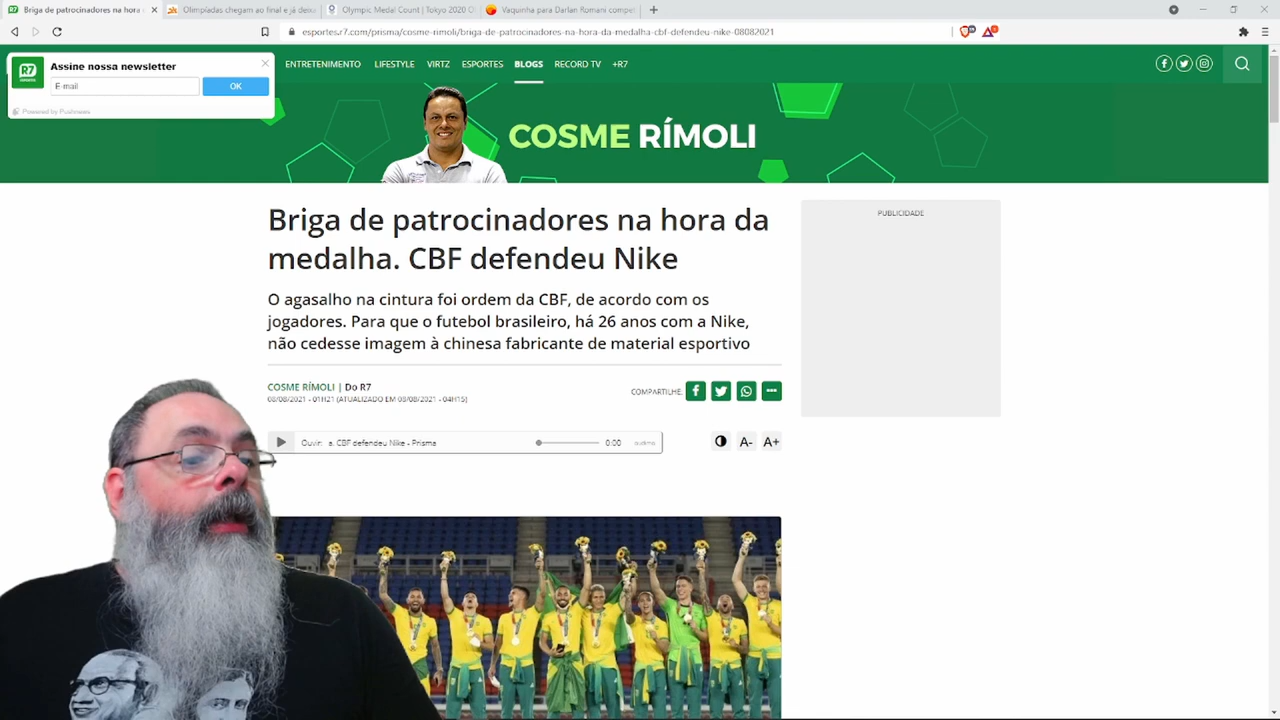 Briga de patrocinadores na hora
Olimpíadas chegam ao final e já deix
Olympic Medal Count | Tokyo 2020 O
Vaquinha para Darlan Romani compe
esportes.r7.com/prisma/cosme-rimoli/briga-de-patrocinadores-na-hora-da-medalha-cbf-defendeu-nike-08082021
Assine nossa newsletter
R7
E-mail
OK
Powered by Pushnews
ENTRETENIMENTO LIFESTYLE VIRTZ ESPORTES BLOGS RECORD TV +R7
COSME RÍMOLI
Briga de patrocinadores na hora da
medalha. CBF defendeu Nike
PUBLICIDADE
O agasalho na cintura foi ordem da CBF, de acordo com os
jogadores. Para que o futebol brasileiro, há 26 anos com a Nike,
não cedesse imagem à chinesa fabricante de material esportivo
COSME RÍMOLI | Do R7
08/08/2021 - 01H21 (ATUALIZADO EM 08/08/2021 - 04H15)
COMPARTILHE:
Ouvir: a. CBF defendeu Nike - Prisma 0:00 audima
A- A+